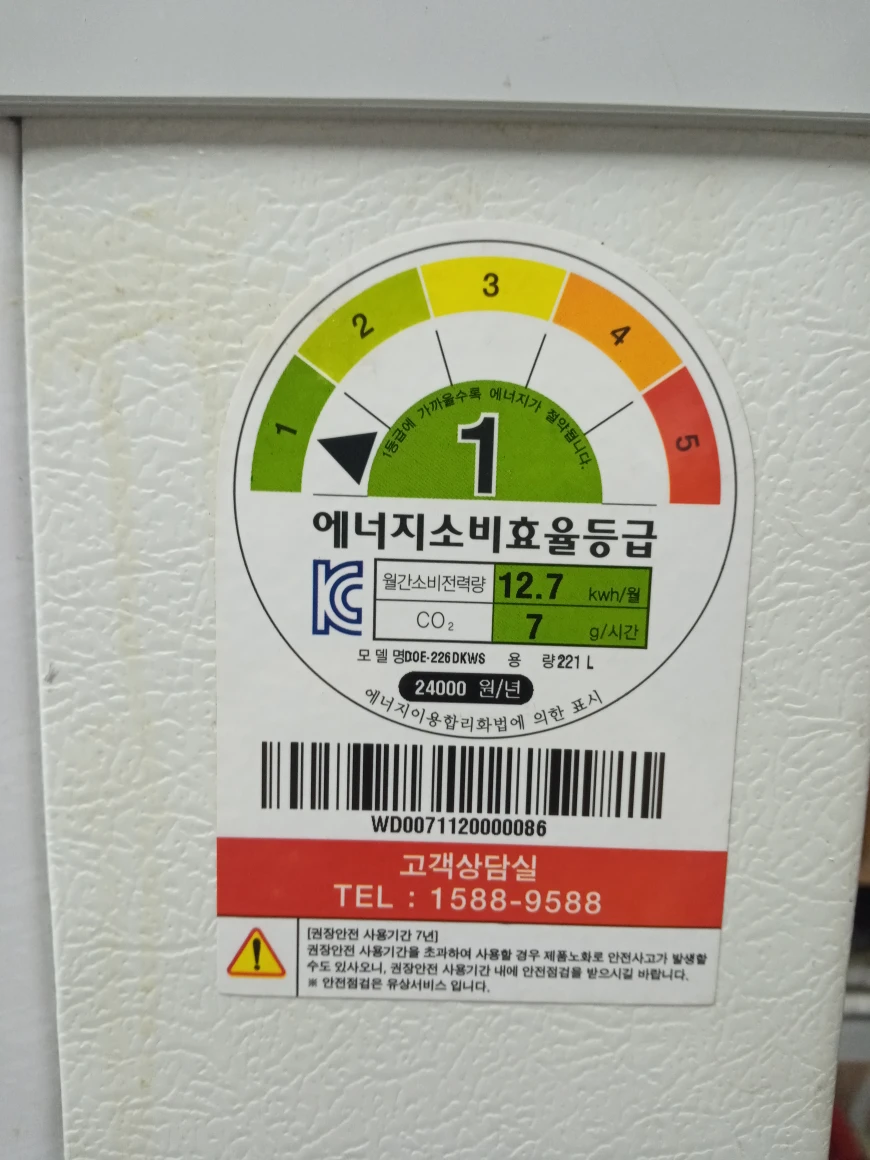 1
2
3
4
5
1등급에 가까울수록 에너지가 절약됩니다.
1
에너지소비효율등급
월간소비전력량 12.7 kwh/월
CO₂ 7 g/시간
모 델 명DOE-226DKWS 용 량221 L
24000 원/년
에너지이용합리화법에 의한 표시
WD0071120000086
고객상담실
TEL : 1588-9588
[권장안전 사용기간 7년]
권장안전 사용기간을 초과하여 사용할 경우 제품노화로 안전사고가 발생할
수도 있사오니, 권장안전 사용기간 내에 안전점검을 받으시길 바랍니다.
※ 안전점검은 유상서비스 입니다.